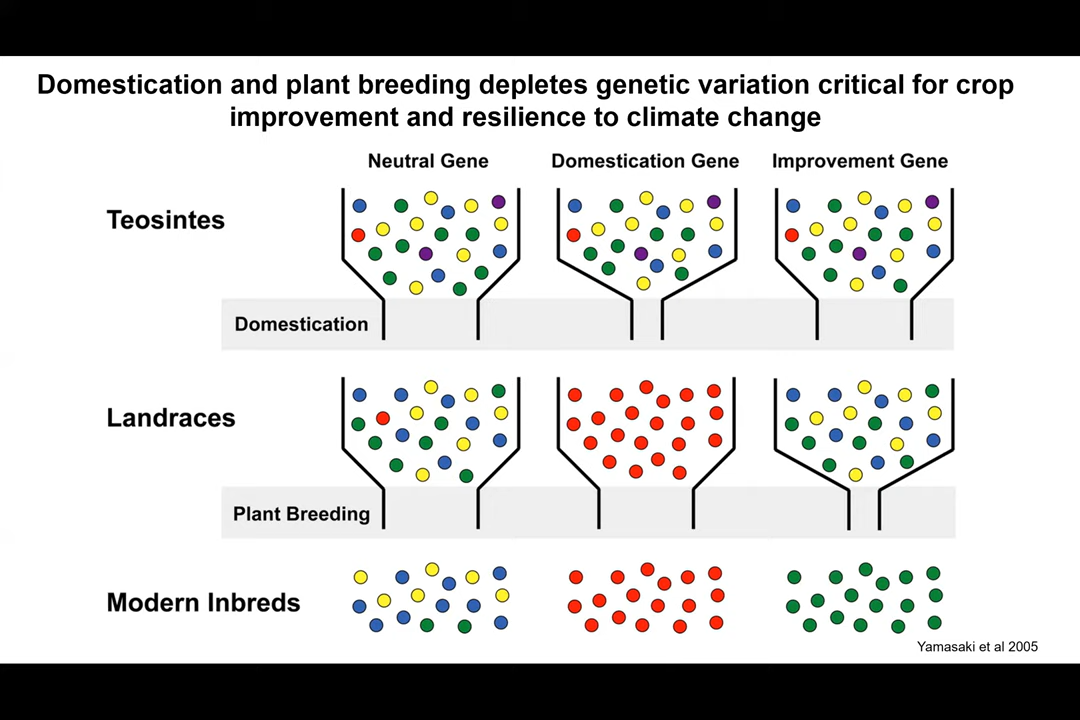 Domestication and plant breeding depletes genetic variation critical for crop
improvement and resilience to climate change
Neutral Gene
Domestication Gene
Improvement Gene
Teosintes
Domestication
Landraces
Plant Breeding
Modern Inbreds
Yamasaki et al 2005